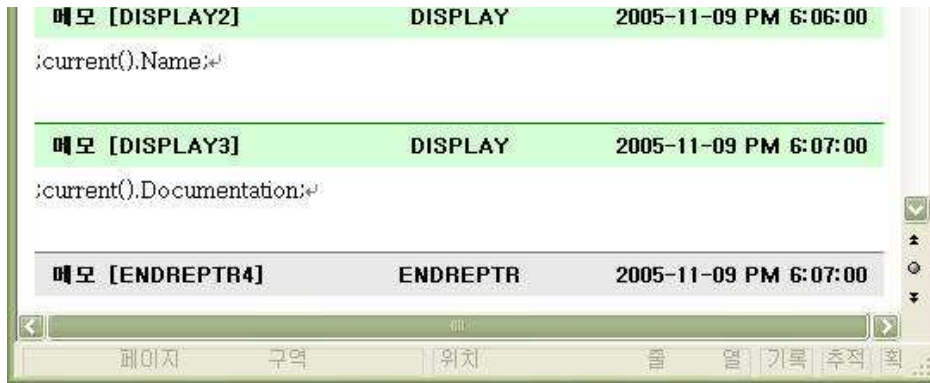 메모 [DISPLAY2] DISPLAY 2005-11-09 PM 6:06:00
;current().Name;↵
메모 [DISPLAY3] DISPLAY 2005-11-09 PM 6:07:00
;current().Documentation;↵
메모 [ENDREPTR4] ENDREPTR 2005-11-09 PM 6:07:00
페이지 구역 위치 줄 열 기록 추적 확